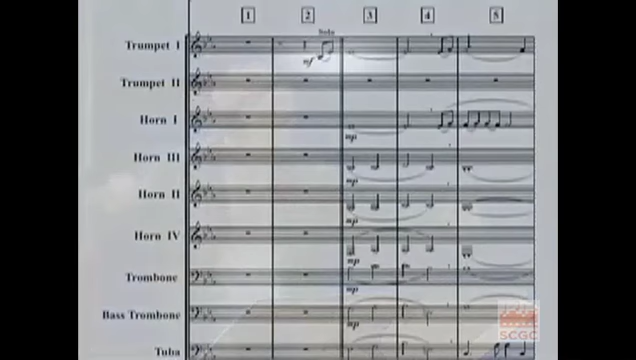 1 2 3 4 5
Solo
Trumpet I
mf
Trumpet II
Horn I
mp
Horn III
mp
Horn II
mp
Horn IV
mp
Trombone
mp
Bass Trombone
mp
SCGC
Tuba